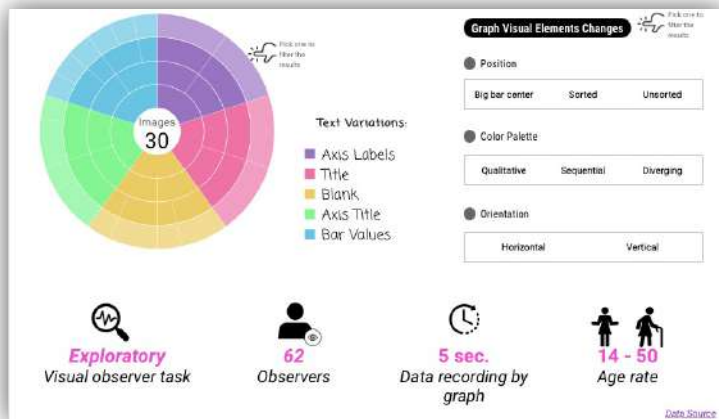 Pick one to
filter the
results
Images
30
Text Variations:
Axis Labels
Title
Blank
Axis Title
Bar Values
Graph Visual Elements Changes
Pick one to
filter the
results
Position
Big bar center Sorted Unsorted
Color Palette
Qualitative Sequential Diverging
Orientation
Horizontal Vertical
Exploratory
Visual observer task
62
Observers
5 sec.
Data recording by
graph
14 - 50
Age rate
Data Source